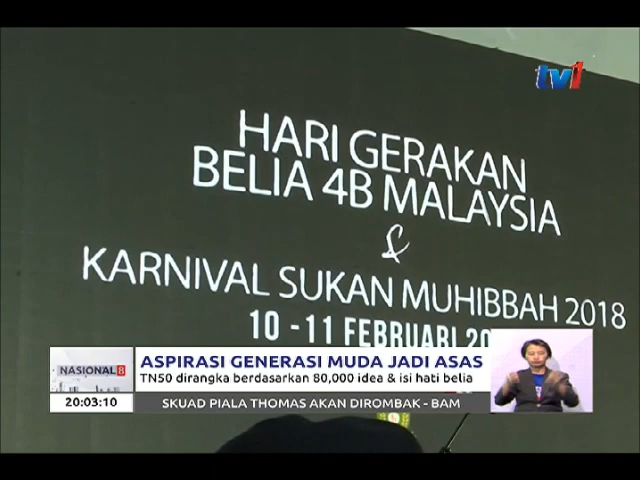 tv1
HARI GERAKAN
BELIA 4B MALAYSIA
&
KARNIVAL SUKAN MUHIBBAH 2018
10 - 11 FEBRUARI
NASIONAL 8
ASPIRASI GENERASI MUDA JADI ASAS
TN50 dirangka berdasarkan 80,000 idea & isi hati belia
20:03:10
SKUAD PIALA THOMAS AKAN DIROMBAK - BAM